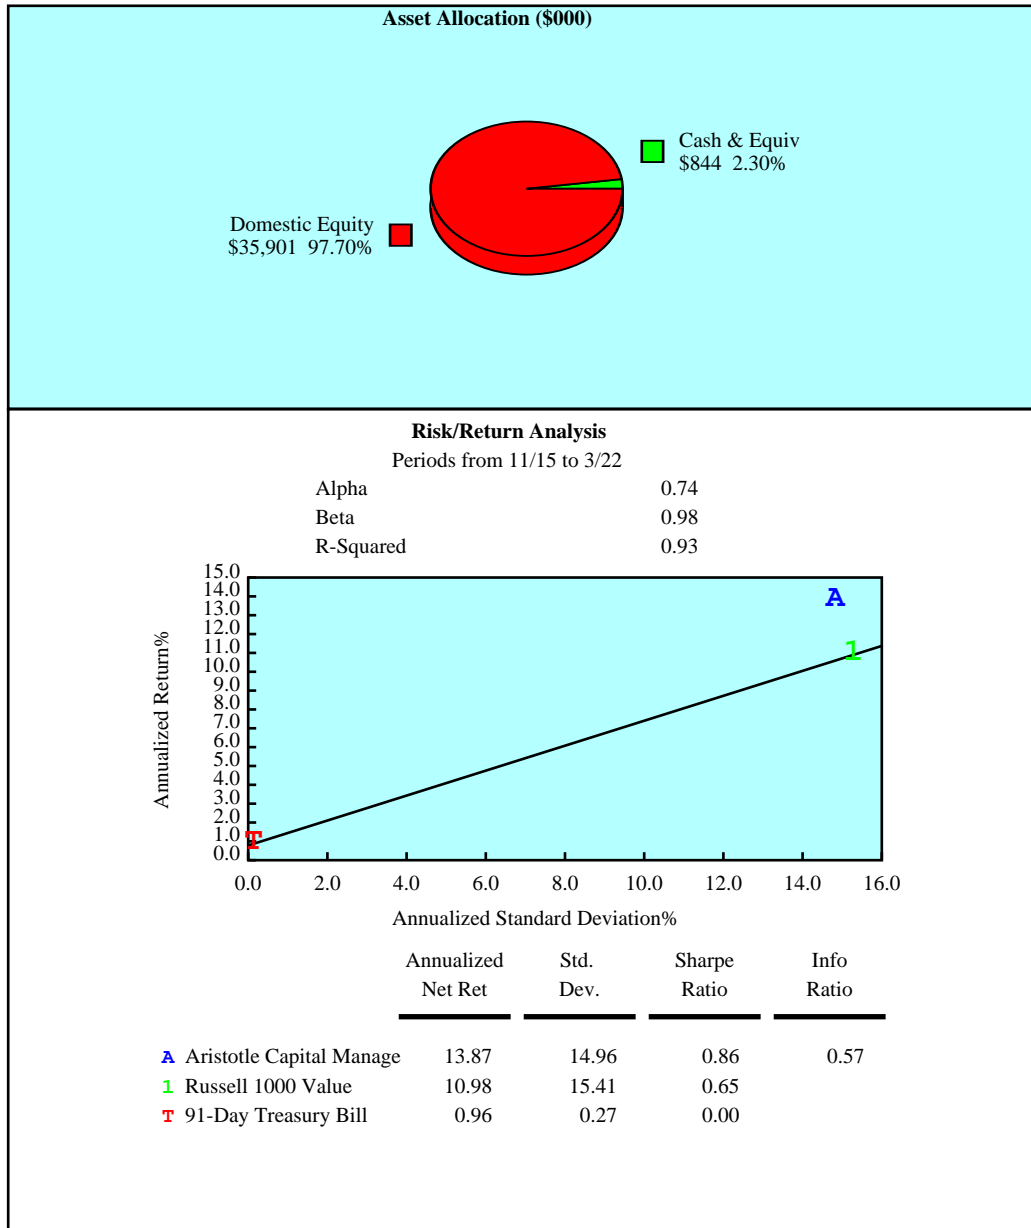 Asset Allocation ($000)
Cash & Equiv
$844 2.30%
Domestic Equity
$35,901 97.70%
Risk/Return Analysis
Periods from 11/15 to 3/22
Alpha 0.74
Beta 0.98
R-Squared 0.93
Annualized Return%
15.0
14.0
13.0
12.0
11.0
10.0
9.0
8.0
7.0
6.0
5.0
4.0
3.0
2.0
1.0
0.0
A
1
T
0.0 2.0 4.0 6.0 8.0 10.0 12.0 14.0 16.0
Annualized Standard Deviation%
Annualized Std. Sharpe Info
Net Ret Dev. Ratio Ratio
A Aristotle Capital Manage 13.87 14.96 0.86 0.57
1 Russell 1000 Value 10.98 15.41 0.65
T 91-Day Treasury Bill 0.96 0.27 0.00